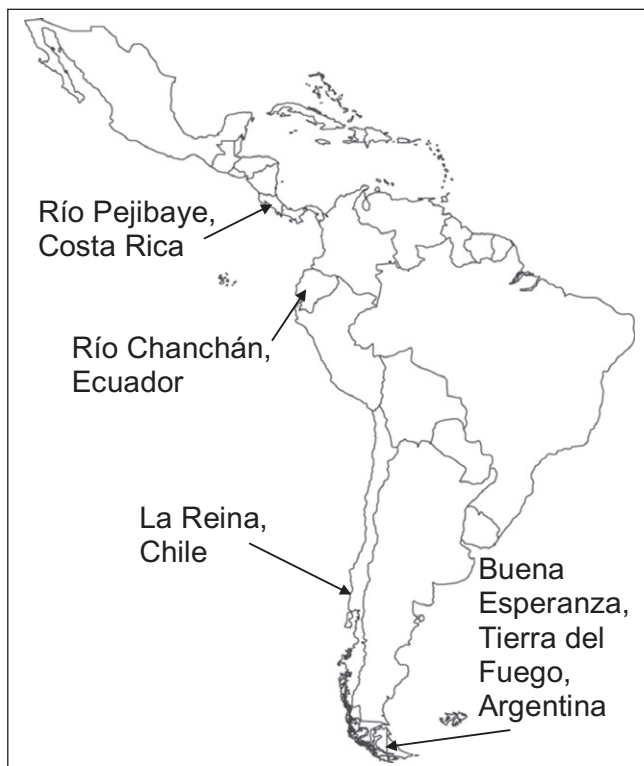 Río Pejibaye,
Costa Rica
Río Chanchán,
Ecuador
La Reina,
Chile
Buena
Esperanza,
Tierra del
Fuego,
Argentina